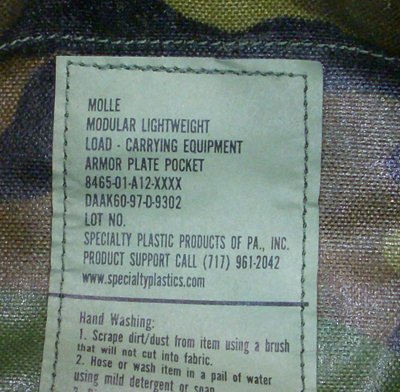 MOLLE
MODULAR LIGHTWEIGHT
LOAD - CARRYING EQUIPMENT
ARMOR PLATE POCKET
8465-01-A12-XXXX
DAAK60-97-D-9302
LOT NO.
SPECIALTY PLASTIC PRODUCTS OF PA., INC.
PRODUCT SUPPORT CALL (717) 961-2042
www.specialtyplastics.com
Hand Washing:
1. Scrape dirt/dust from item using a brush
that will not cut into fabric.
2. Hose or wash item in a pail of water
using mild detergent or soap.